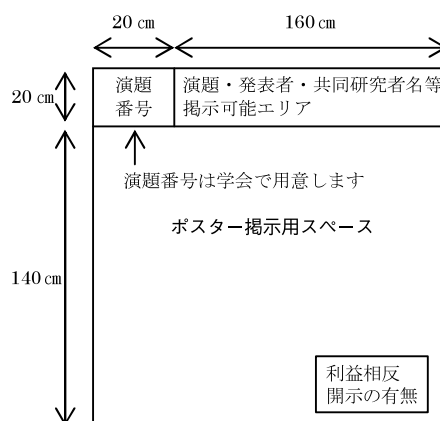 20 cm
160 cm
20 cm
演題
番号
演題・発表者・共同研究者名等
掲示可能エリア
演題番号は学会で用意します
ポスター掲示用スペース
140 cm
利益相反
開示の有無